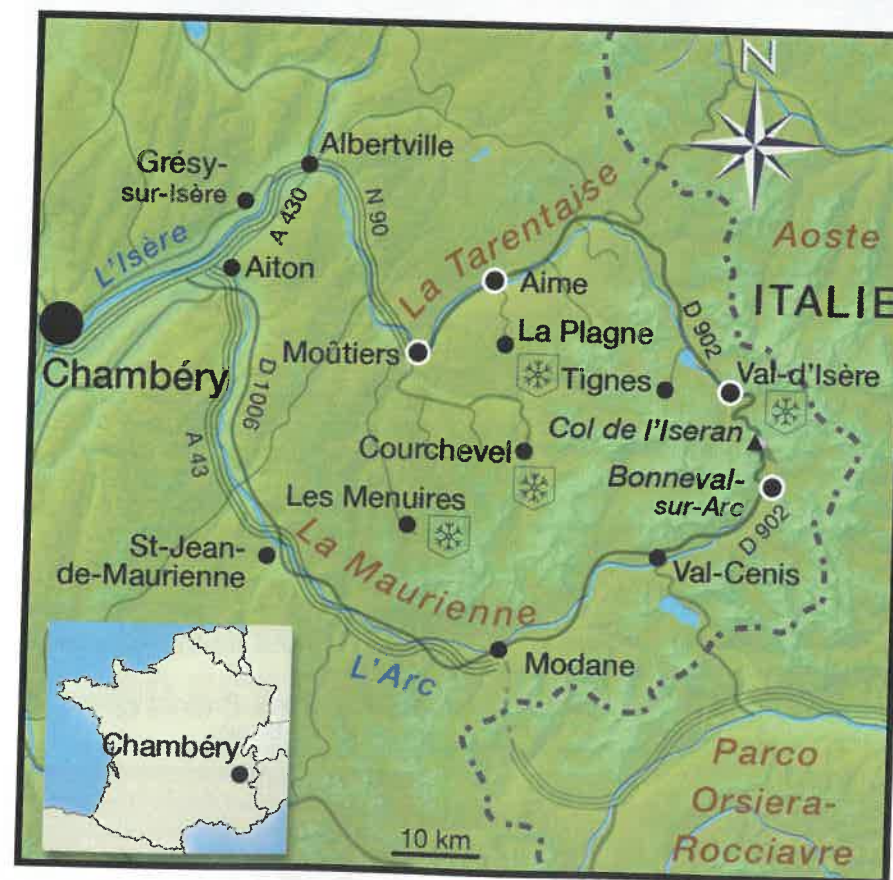 N
Albertville
Grésy-
sur-Isère
A 430
N 90
L'Isère
Aiton
La Tarentaise
Aoste
ITALIE
Aime
D 902
Chambéry
Moûtiers
La Plagne
Tignes
Val-d'Isère
D 1006
A 43
Courchevel
Col de l'Iseran
Bonneval-
sur-Arc
D 902
Les Menuires
St-Jean-
de-Maurienne
La Maurienne
Val-Cenis
L'Arc
Modane
Chambéry
10 km
Parco
Orsiera-
Rocciavre